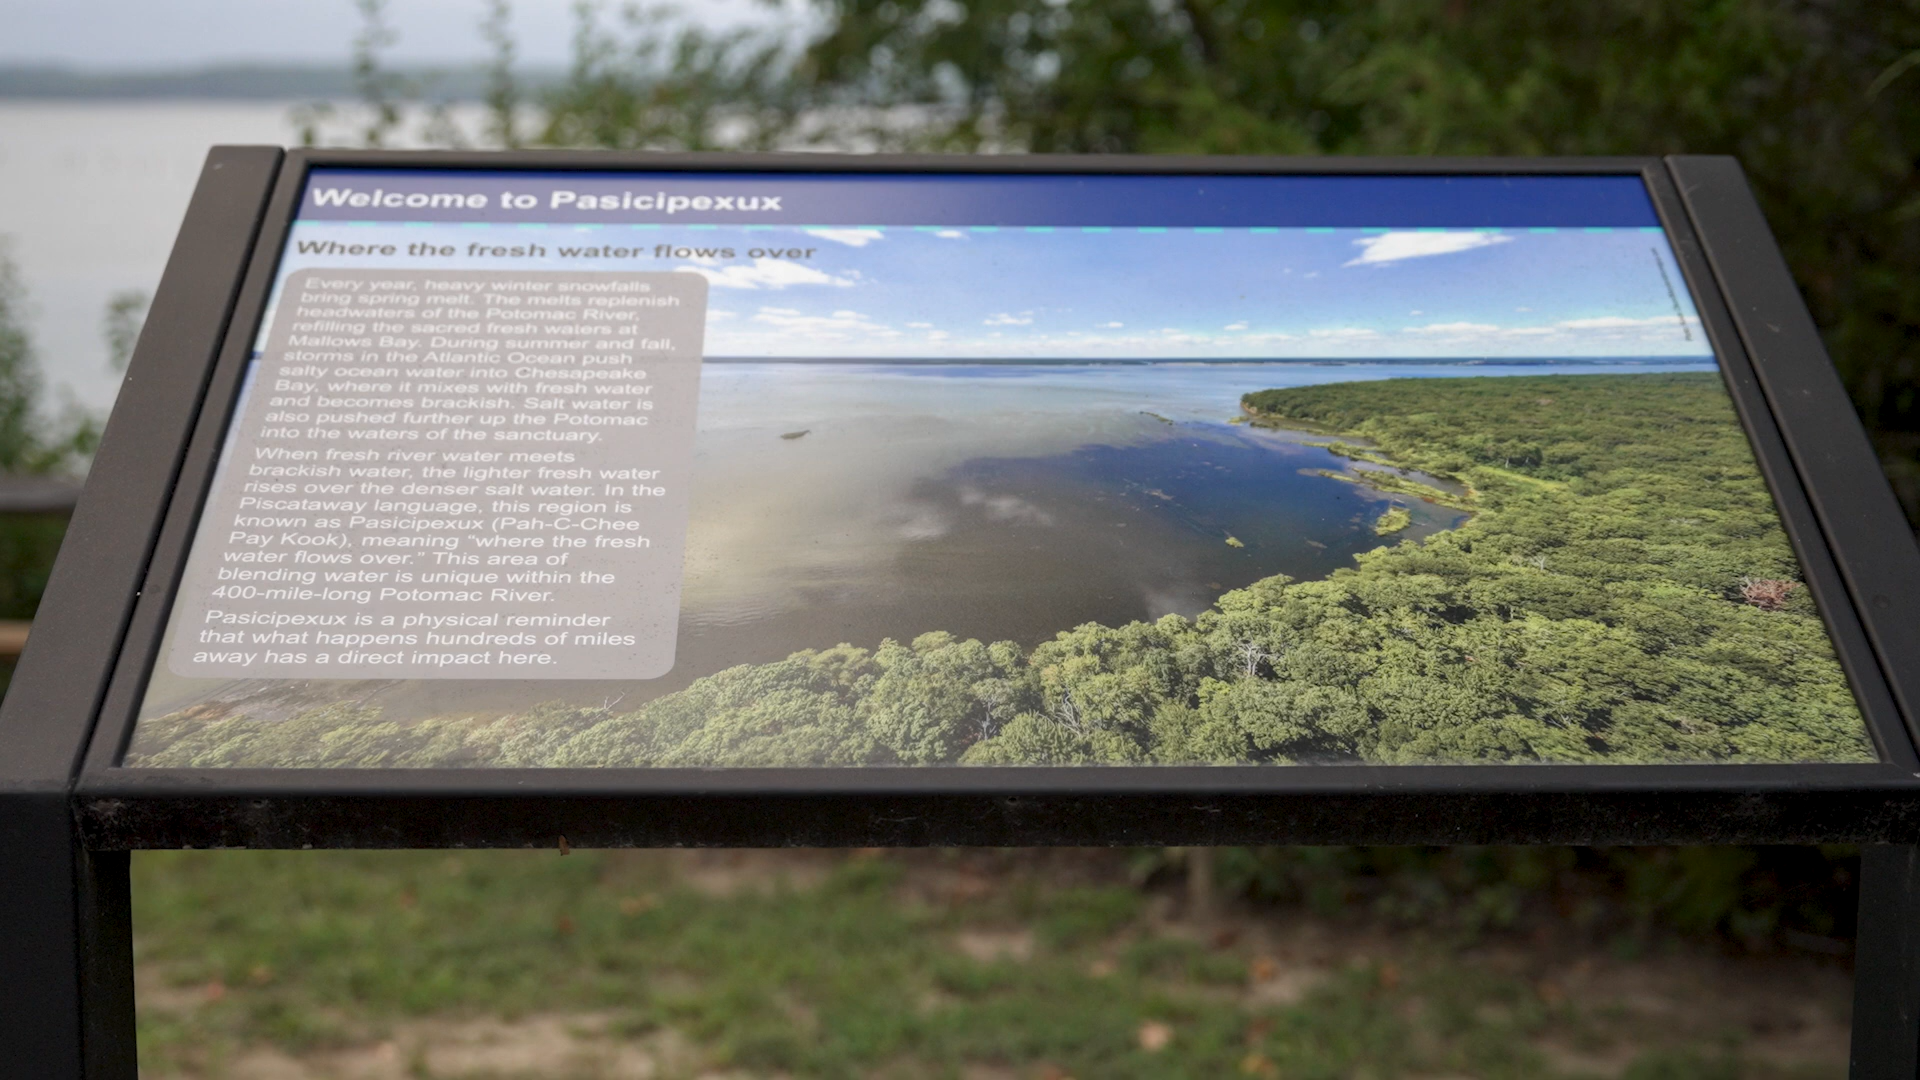 Welcome to Pasicipexux
Where the fresh water flows over
Every year, heavy winter snowfalls
bring spring melt. The melts replenish
headwaters of the Potomac River,
refilling the sacred fresh waters at
Mallows Bay. During summer and fall,
storms in the Atlantic Ocean push
salty ocean water into Chesapeake
Bay, where it mixes with fresh water
and becomes brackish. Salt water is
also pushed further up the Potomac
into the waters of the sanctuary.
When fresh river water meets
brackish water, the lighter fresh water
rises over the denser salt water. In the
Piscataway language, this region is
known as Pasicipexux (Pah-C-Chee
Pay Kook), meaning “where the fresh
water flows over.” This area of
blending water is unique within the
400-mile-long Potomac River.
Pasicipexux is a physical reminder
that what happens hundreds of miles
away has a direct impact here.